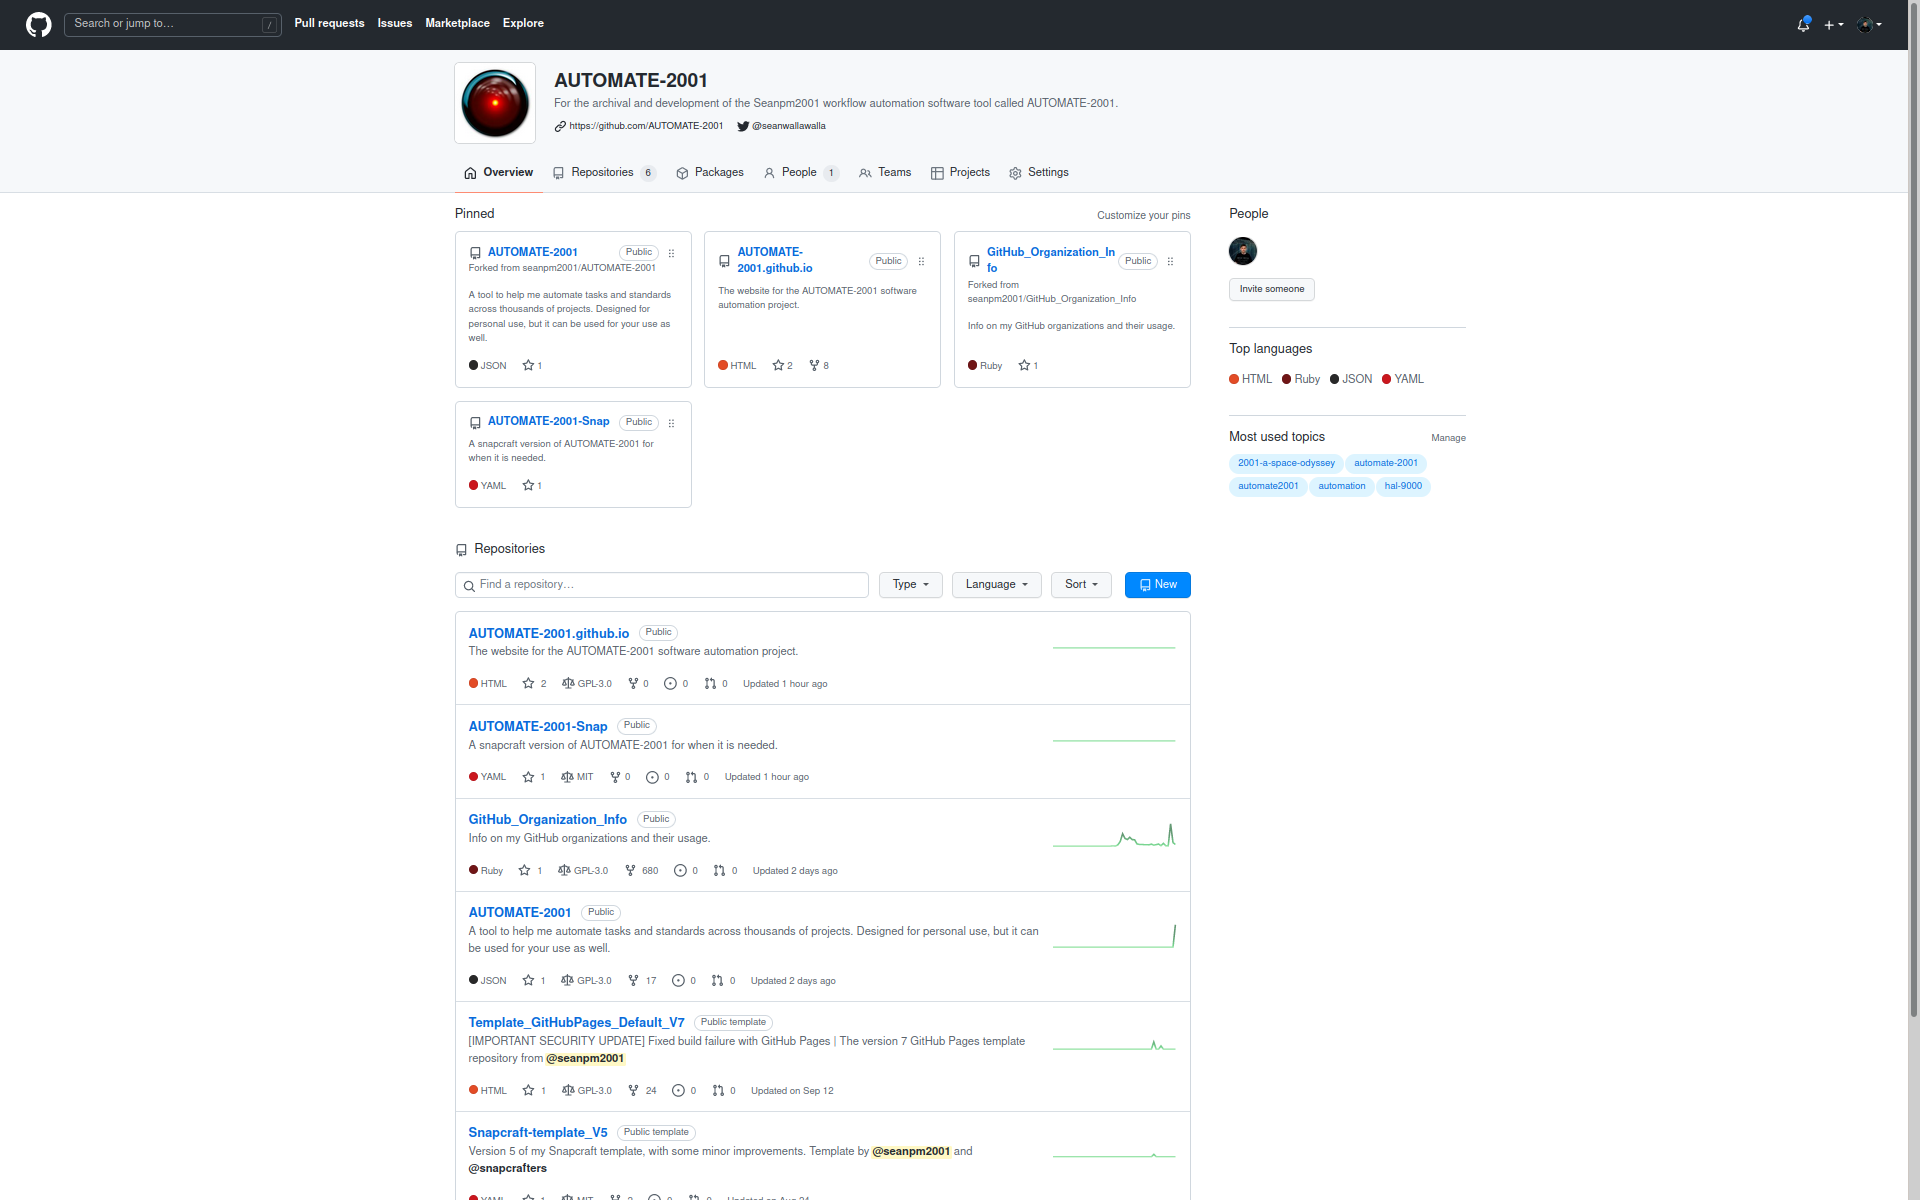 Search or jump to… /
Pull requests Issues Marketplace Explore
AUTOMATE-2001
For the archival and development of the Seanpm2001 workflow automation software tool called AUTOMATE-2001.
https://github.com/AUTOMATE-2001 @seanwallawalla
Overview Repositories 6 Packages People 1 Teams Projects Settings
Pinned
Customize your pins
AUTOMATE-2001 Public
Forked from seanpm2001/AUTOMATE-2001
A tool to help me automate tasks and standards
across thousands of projects. Designed for
personal use, but it can be used for your use as
well.
JSON 1
AUTOMATE-
2001.github.io
Public
The website for the AUTOMATE-2001 software
automation project.
HTML 2 8
GitHub_Organization_In
fo
Public
Forked from
seanpm2001/GitHub_Organization_Info
Info on my GitHub organizations and their usage.
Ruby 1
AUTOMATE-2001-Snap Public
A snapcraft version of AUTOMATE-2001 for
when it is needed.
YAML 1
People
Invite someone
Top languages
HTML Ruby JSON YAML
Most used topics
Manage
2001-a-space-odyssey automate-2001
automate2001 automation hal-9000
Repositories
Find a repository… Type Language Sort New
AUTOMATE-2001.github.io Public
The website for the AUTOMATE-2001 software automation project.
HTML 2 GPL-3.0 0 0 0 Updated 1 hour ago
AUTOMATE-2001-Snap Public
A snapcraft version of AUTOMATE-2001 for when it is needed.
YAML 1 MIT 0 0 0 Updated 1 hour ago
GitHub_Organization_Info Public
Info on my GitHub organizations and their usage.
Ruby 1 GPL-3.0 680 0 0 Updated 2 days ago
AUTOMATE-2001 Public
A tool to help me automate tasks and standards across thousands of projects. Designed for personal use, but it can
be used for your use as well.
JSON 1 GPL-3.0 17 0 0 Updated 2 days ago
Template_GitHubPages_Default_V7 Public template
[IMPORTANT SECURITY UPDATE] Fixed build failure with GitHub Pages | The version 7 GitHub Pages template
repository from @seanpm2001
HTML 1 GPL-3.0 24 0 0 Updated on Sep 12
Snapcraft-template_V5 Public template
Version 5 of my Snapcraft template, with some minor improvements. Template by @seanpm2001 and
@snapcrafters
YAML 1 MIT 2 0 0 Updated on Aug 24